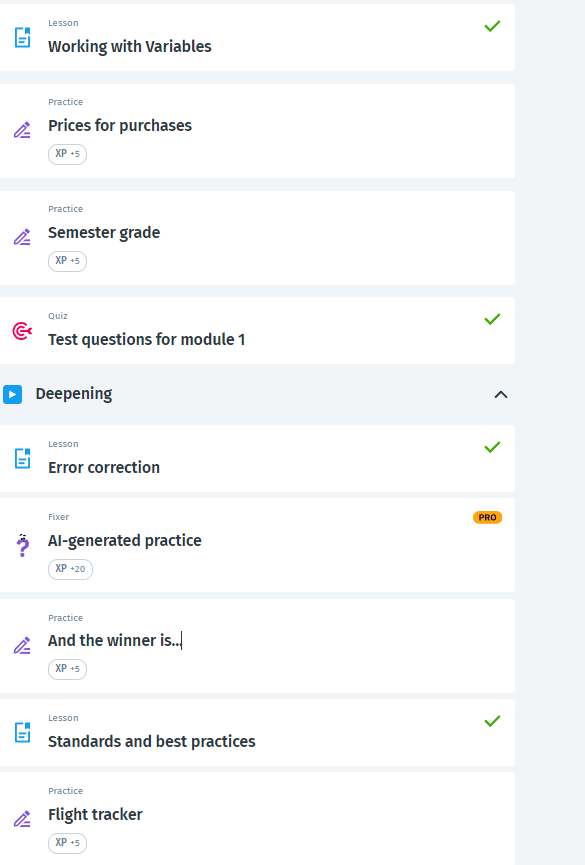 Lesson
Working with Variables
Practice
Prices for purchases
XP +5
Practice
Semester grade
XP +5
Quiz
Test questions for module 1
Deepening
Lesson
Error correction
Fixer
PRO
AI-generated practice
XP +20
Practice
And the winner is...
XP +5
Lesson
Standards and best practices
Practice
Flight tracker
XP +5